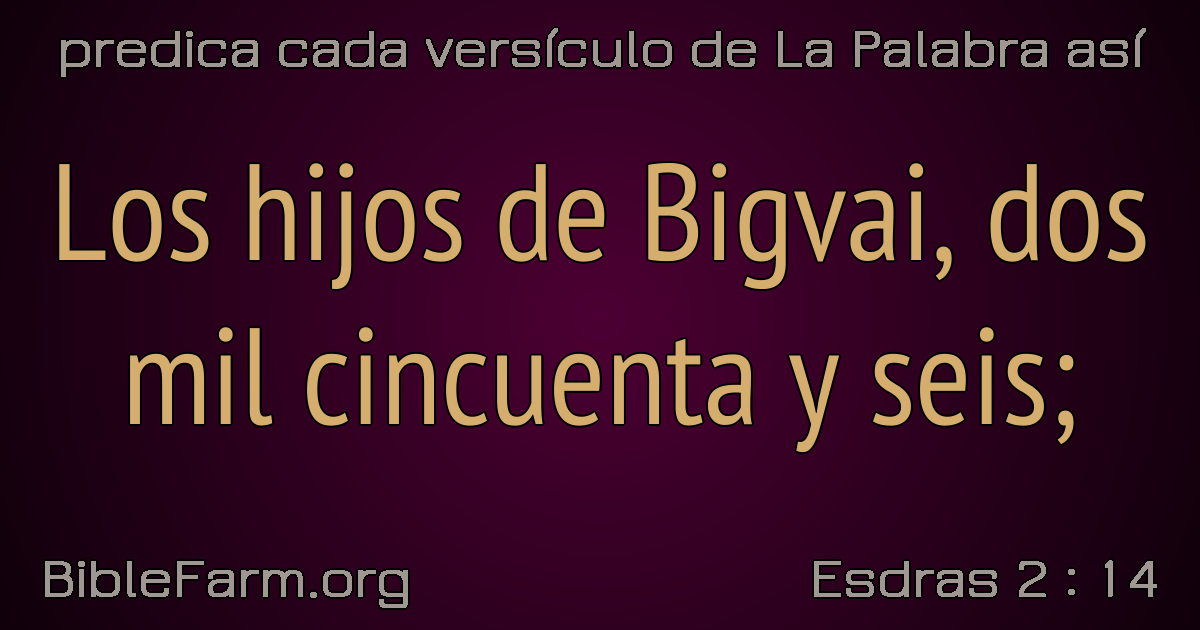 predica cada versículo de La Palabra así
Los hijos de Bigvai, dos
mil cincuenta y seis;
BibleFarm.org
Esdras 2 : 14